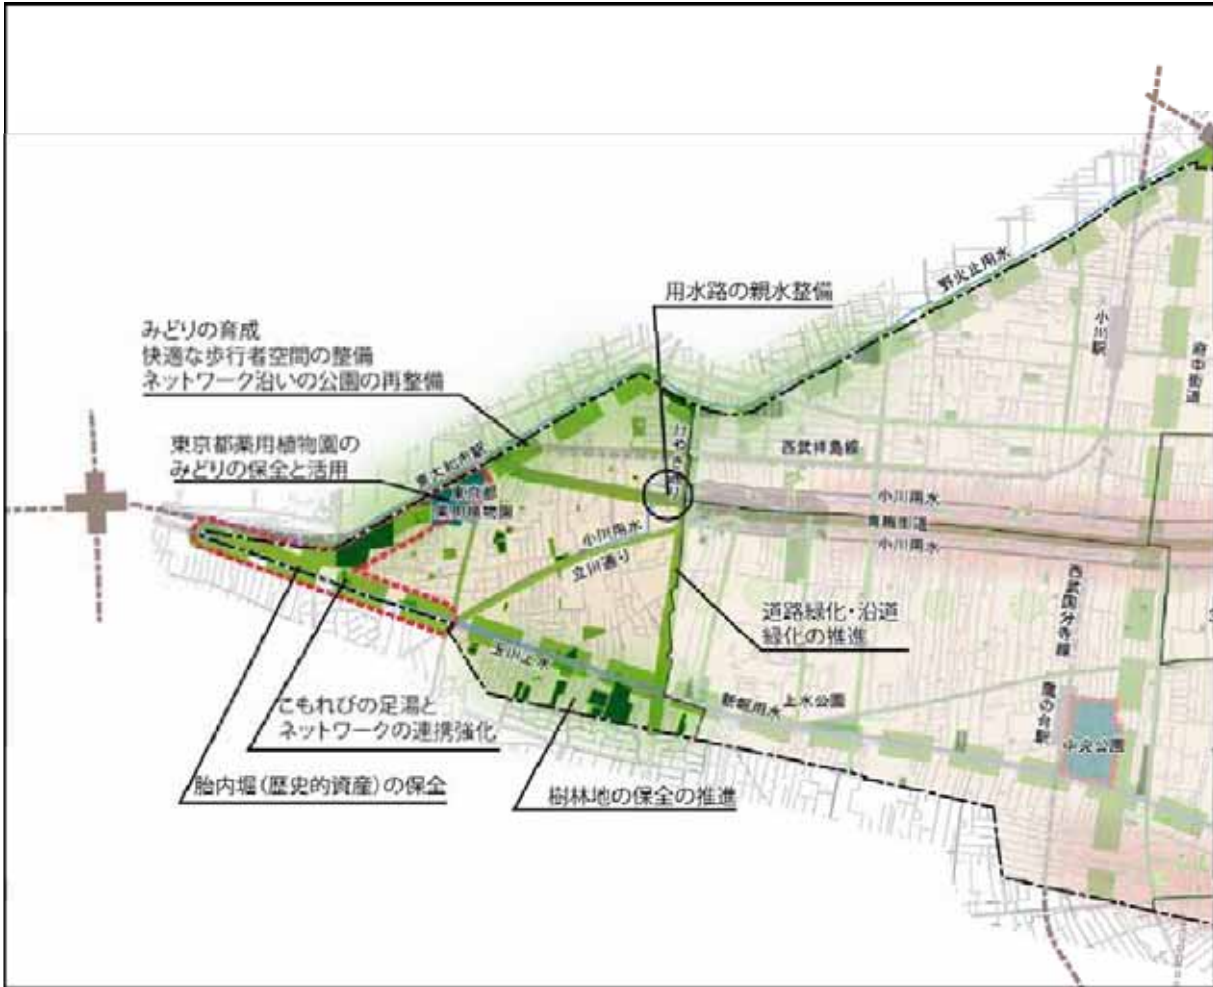 用水路の親水整備
野火止用水
小川駅
府中街道
みどりの育成
快適な歩行者空間の整備
ネットワーク沿いの公園の再整備
東京都薬用植物園の
みどりの保全と活用
東大和市駅
東京都
薬用植物園
けやき通り
西武拝島線
小川用水
青梅街道
小川用水
小川用水
立川通り
道路緑化・沿道
緑化の推進
西武国分寺線
玉川上水
新堀用水
上水公園
鷹の台駅
中央公園
こもれびの足湯と
ネットワークの連携強化
胎内堀(歴史的資産)の保全
樹林地の保全の推進